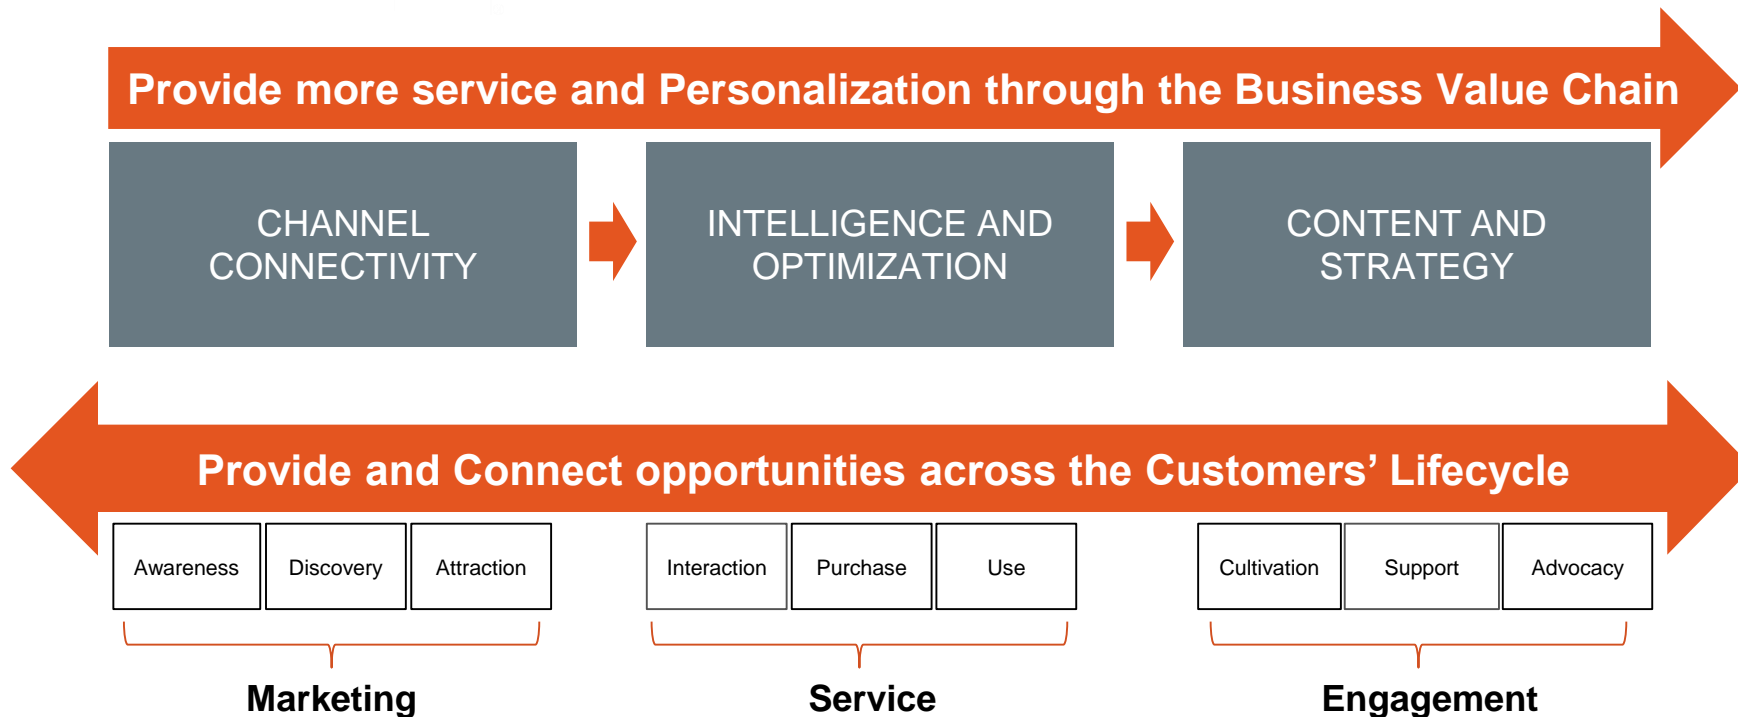 Provide more service and Personalization through the Business Value Chain
CHANNEL
CONNECTIVITY
INTELLIGENCE AND
OPTIMIZATION
CONTENT AND
STRATEGY
Provide and Connect opportunities across the Customers’ Lifecycle
Awareness
Discovery
Attraction
Interaction
Purchase
Use
Cultivation
Support
Advocacy
Marketing
Service
Engagement